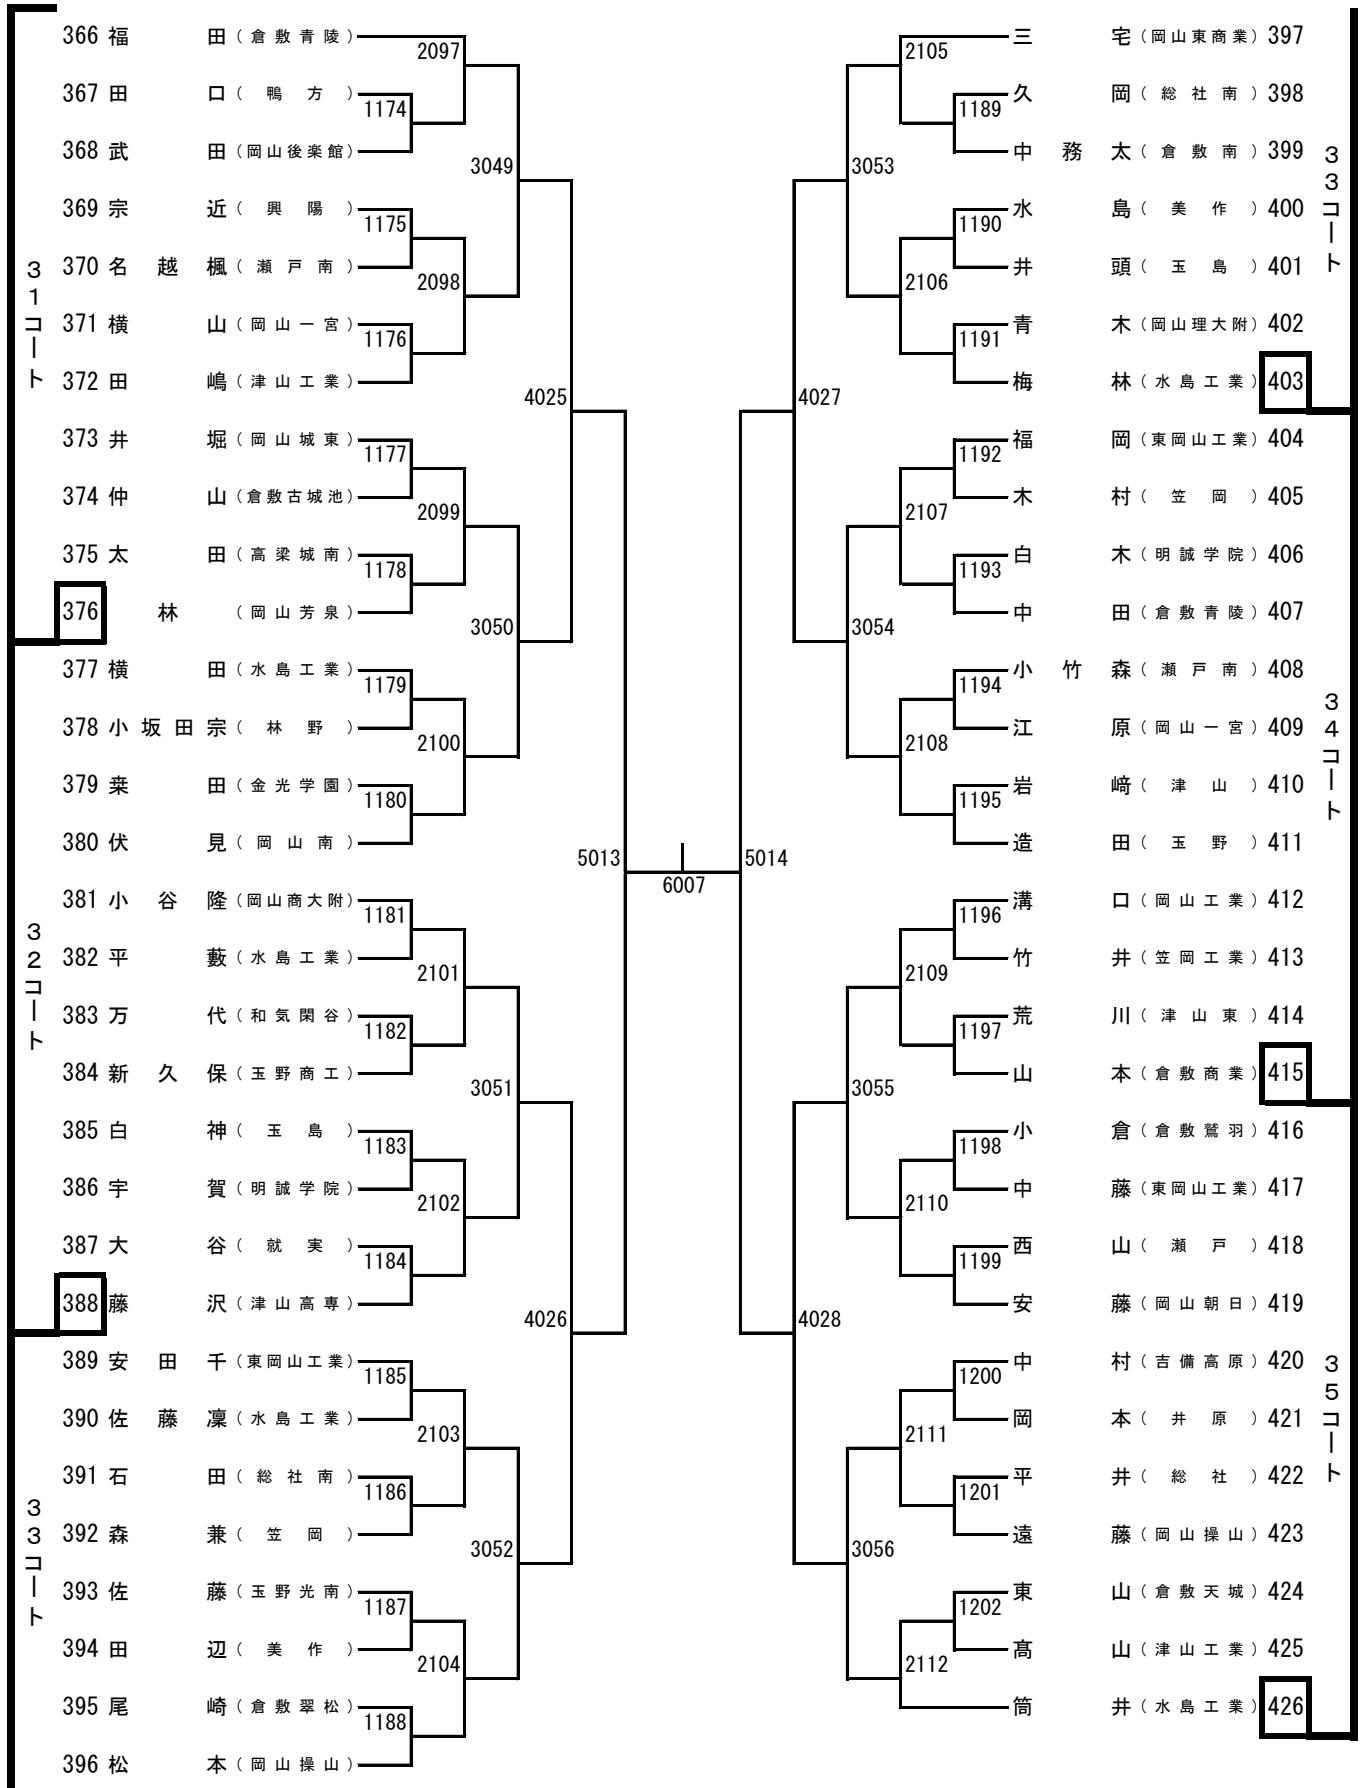 31コート
366 福田（倉敷青陵）
367 田口（鴨方）
368 武田（岡山後楽館）
369 宗近（興陽）
370 名越楓（瀬戸南）
371 横山（岡山一宮）
372 田嶋（津山工業）
373 井堀（岡山城東）
374 仲山（倉敷古城池）
375 太田（高梁城南）
376 林（岡山芳泉）
32コート
377 横田（水島工業）
378 小坂田宗（林野）
379 桒田（金光学園）
380 伏見（岡山南）
381 小谷隆（岡山商大附）
382 平藪（水島工業）
383 万代（和気閑谷）
384 新久保（玉野商工）
385 白神（玉島）
386 宇賀（明誠学院）
387 大谷（就実）
388 藤沢（津山高専）
33コート
389 安田千（東岡山工業）
390 佐藤凜（水島工業）
391 石田（総社南）
392 森兼（笠岡）
393 佐藤（玉野光南）
394 田辺（美作）
395 尾崎（倉敷翠松）
396 松本（岡山操山）
1174
1175
1176
1177
1178
1179
1180
1181
1182
1183
1184
1185
1186
1187
1188
2097
2098
2099
2100
2101
2102
2103
2104
3049
3050
3051
3052
4025
4026
5013
6007
5014
4027
4028
3053
3054
3055
3056
2105
2106
2107
2108
2109
2110
2111
2112
1189
1190
1191
1192
1193
1194
1195
1196
1197
1198
1199
1200
1201
1202
33コート
三宅（岡山東商業）397
久岡（総社南）398
中務太（倉敷南）399
水島（美作）400
井頭（玉島）401
青木（岡山理大附）402
梅林（水島工業）403
34コート
福岡（東岡山工業）404
木村（笠岡）405
白木（明誠学院）406
中田（倉敷青陵）407
小竹森（瀬戸南）408
江原（岡山一宮）409
岩﨑（津山）410
造田（玉野）411
溝口（岡山工業）412
竹井（笠岡工業）413
荒川（津山東）414
山本（倉敷商業）415
35コート
小倉（倉敷鷲羽）416
中藤（東岡山工業）417
西山（瀬戸）418
安藤（岡山朝日）419
中村（吉備高原）420
岡本（井原）421
平井（総社）422
遠藤（岡山操山）423
東山（倉敷天城）424
髙山（津山工業）425
筒井（水島工業）426